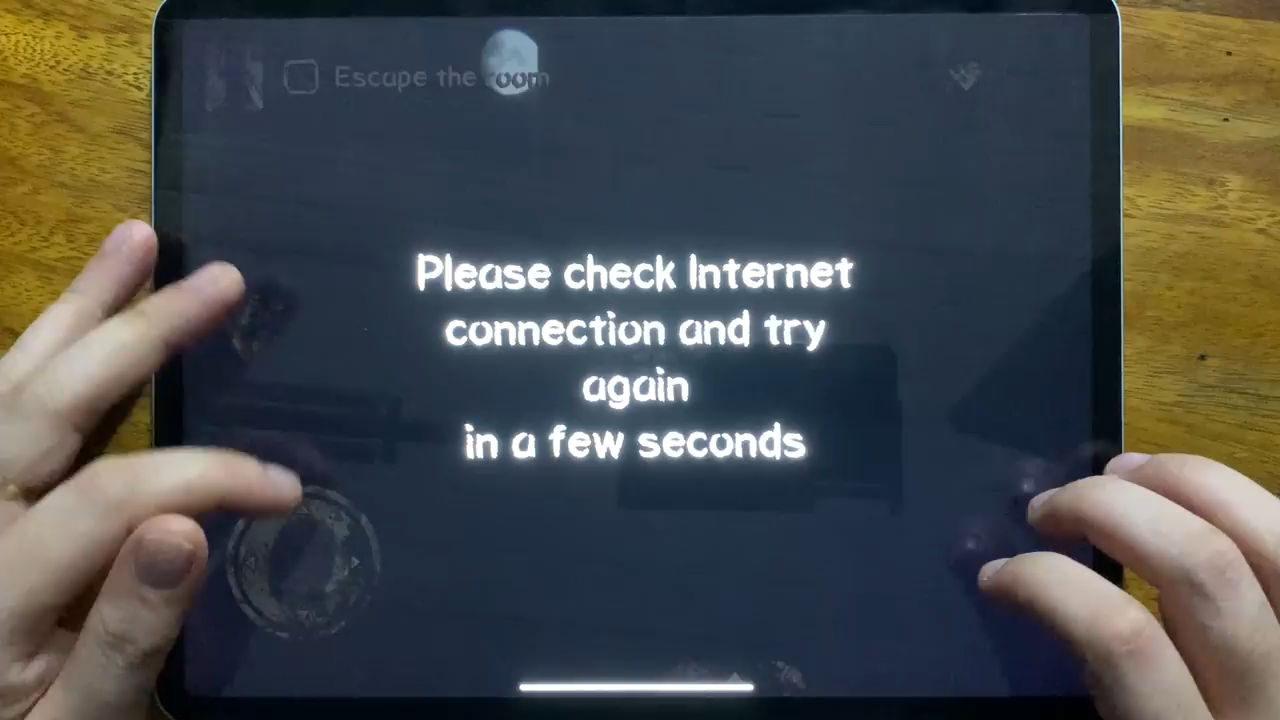 Escape the room
Please check Internet
connection and try
again
in a few seconds